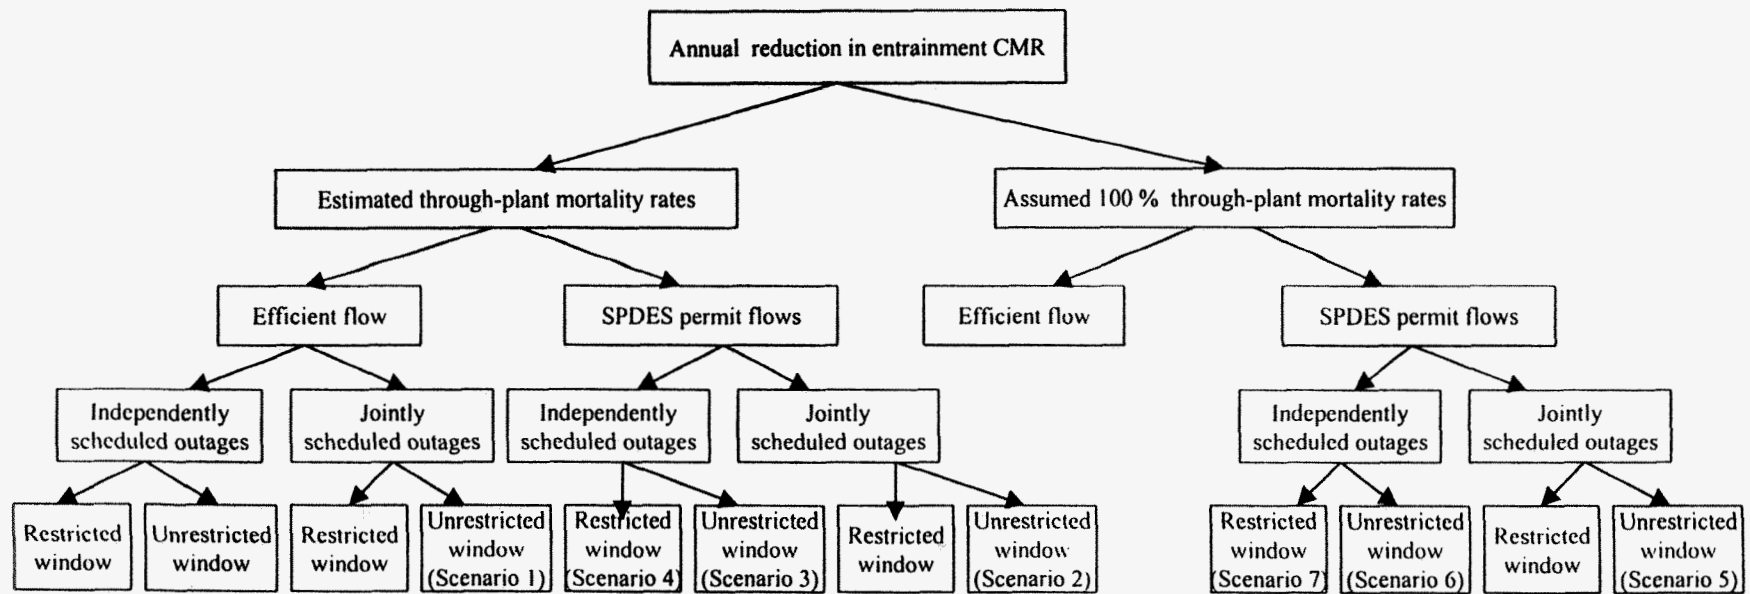 Annual reduction in entrainment CMR
Estimated through-plant mortality rates
Assumed 100 % through-plant mortality rates
Efficient flow
SPDES permit flows
Efficient flow
SPDES permit flows
Independently
scheduled outages
Jointly
scheduled outages
Independently
scheduled outages
Jointly
scheduled outages
Independently
scheduled outages
Jointly
scheduled outages
Restricted
window
Unrestricted
window
Restricted
window
Unrestricted
window
(Scenario 1)
Restricted
window
(Scenario 4)
Unrestricted
window
(Scenario 3)
Restricted
window
Unrestricted
window
(Scenario 2)
Restricted
window
(Scenario 7)
Unrestricted
window
(Scenario 6)
Restricted
window
Unrestricted
window
(Scenario 5)